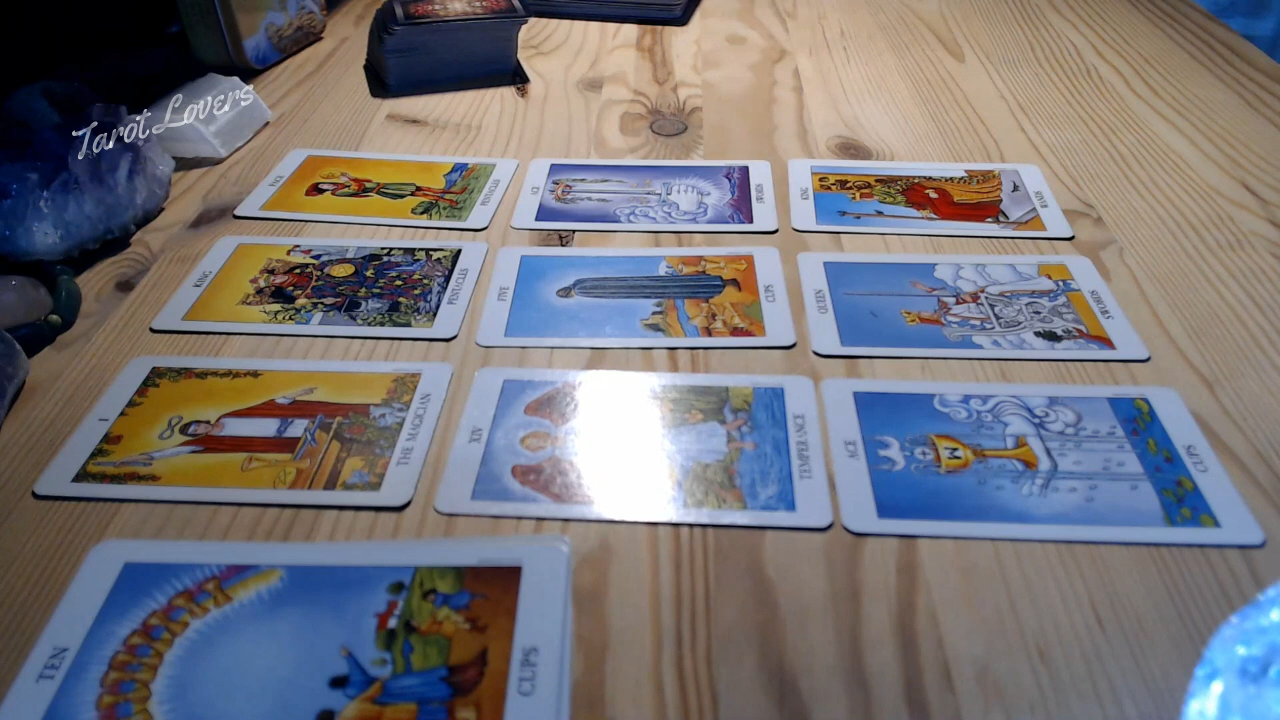 Tarot Lovers
PAGE
PENTACLES
ACE
SWORDS
KING
WANDS
KING
PENTACLES
FIVE
CUPS
QUEEN
SWORDS
I
THE MAGICIAN
XIV
TEMPERANCE
ACE
CUPS
TEN
CUPS